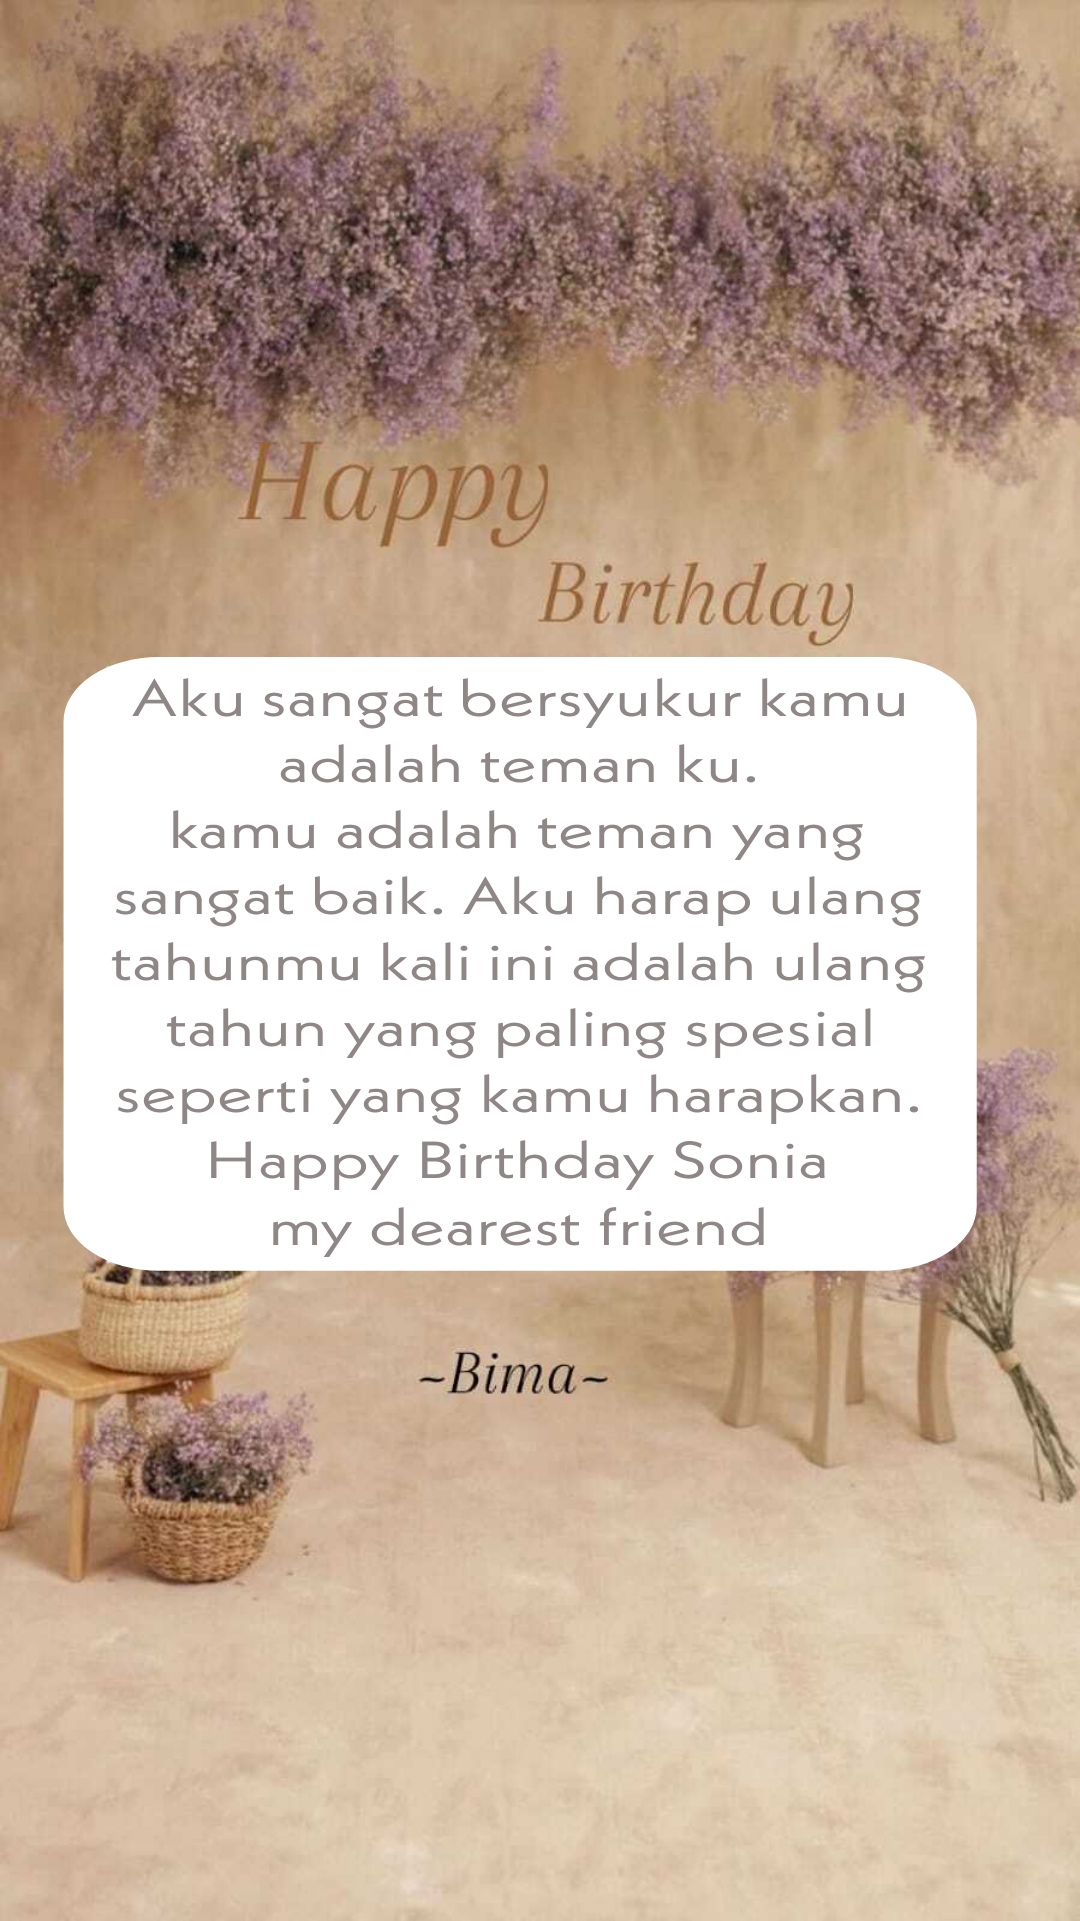 Happy
Birthday
Aku sangat bersyukur kamu
adalah teman ku.
kamu adalah teman yang
sangat baik. Aku harap ulang
tahunmu kali ini adalah ulang
tahun yang paling spesial
seperti yang kamu harapkan.
Happy Birthday Sonia
my dearest friend
~Bima~